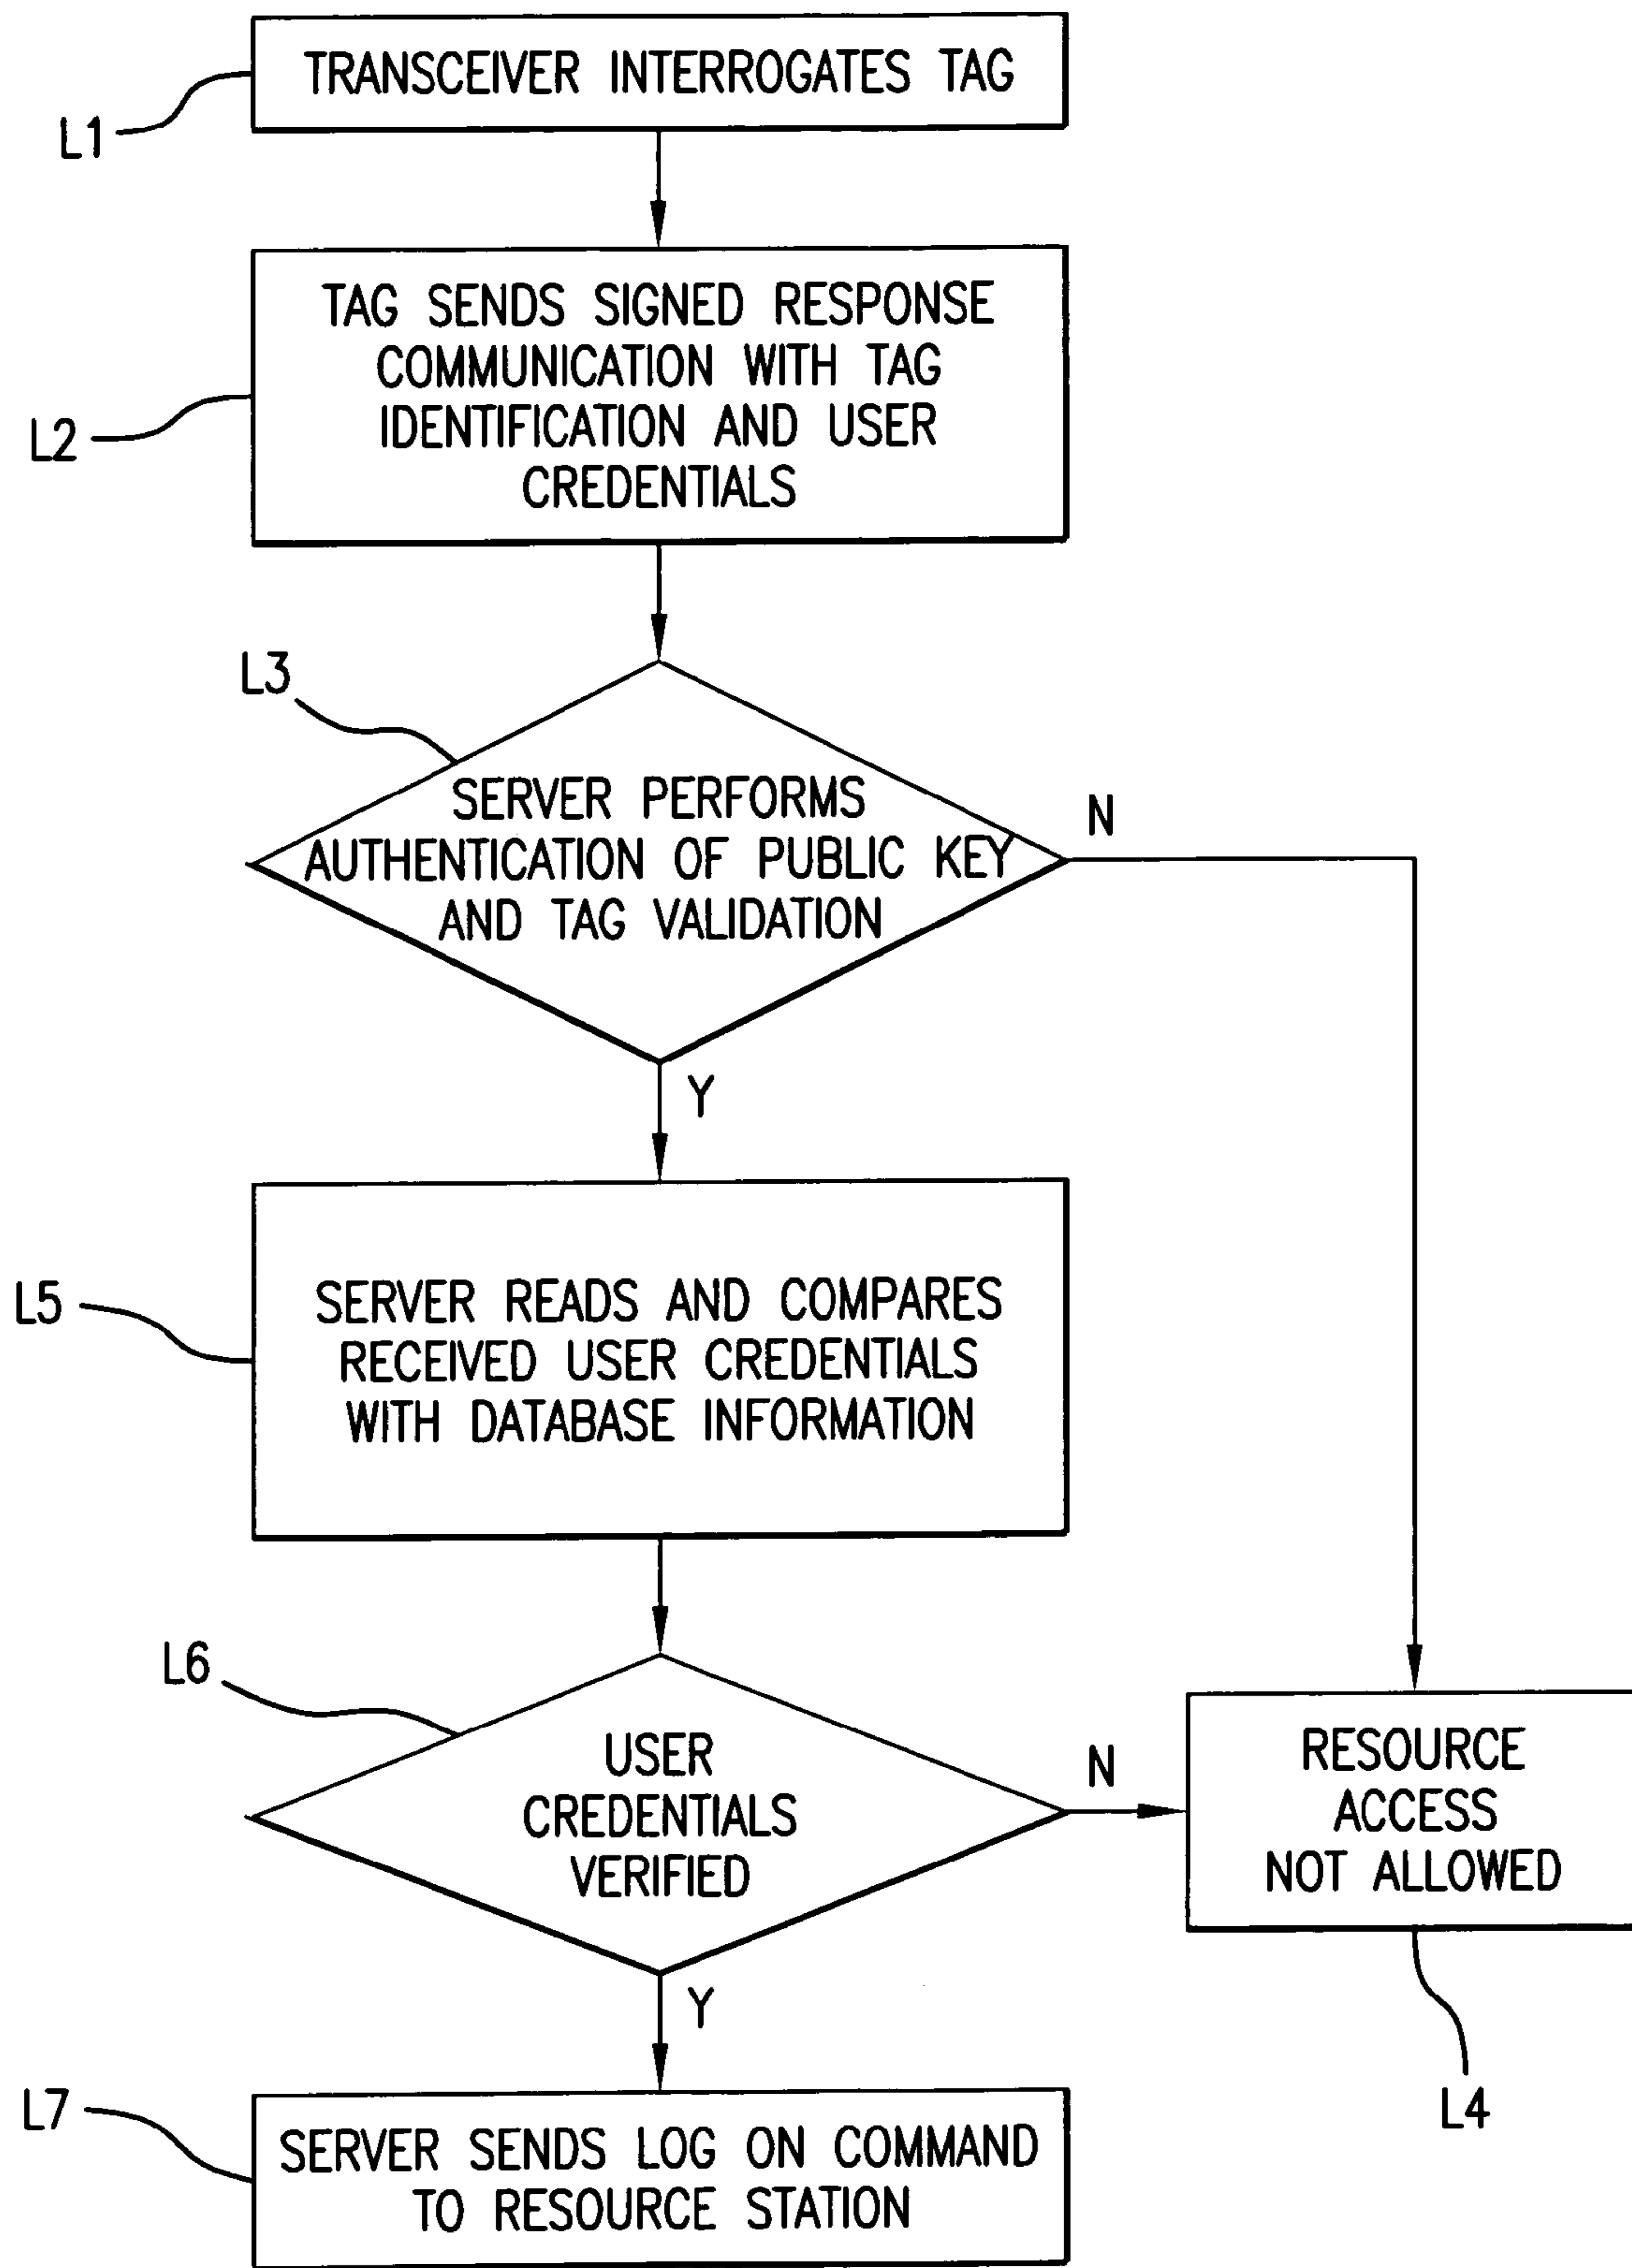 TRANSCEIVER INTERROGATES TAG
L1
TAG SENDS SIGNED RESPONSE
COMMUNICATION WITH TAG
IDENTIFICATION AND USER
CREDENTIALS
L2
L3
SERVER PERFORMS
AUTHENTICATION OF PUBLIC KEY
AND TAG VALIDATION
N
Y
L5
SERVER READS AND COMPARES
RECEIVED USER CREDENTIALS
WITH DATABASE INFORMATION
L6
USER
CREDENTIALS
VERIFIED
N
RESOURCE
ACCESS
NOT ALLOWED
Y
L4
L7
SERVER SENDS LOG ON COMMAND
TO RESOURCE STATION